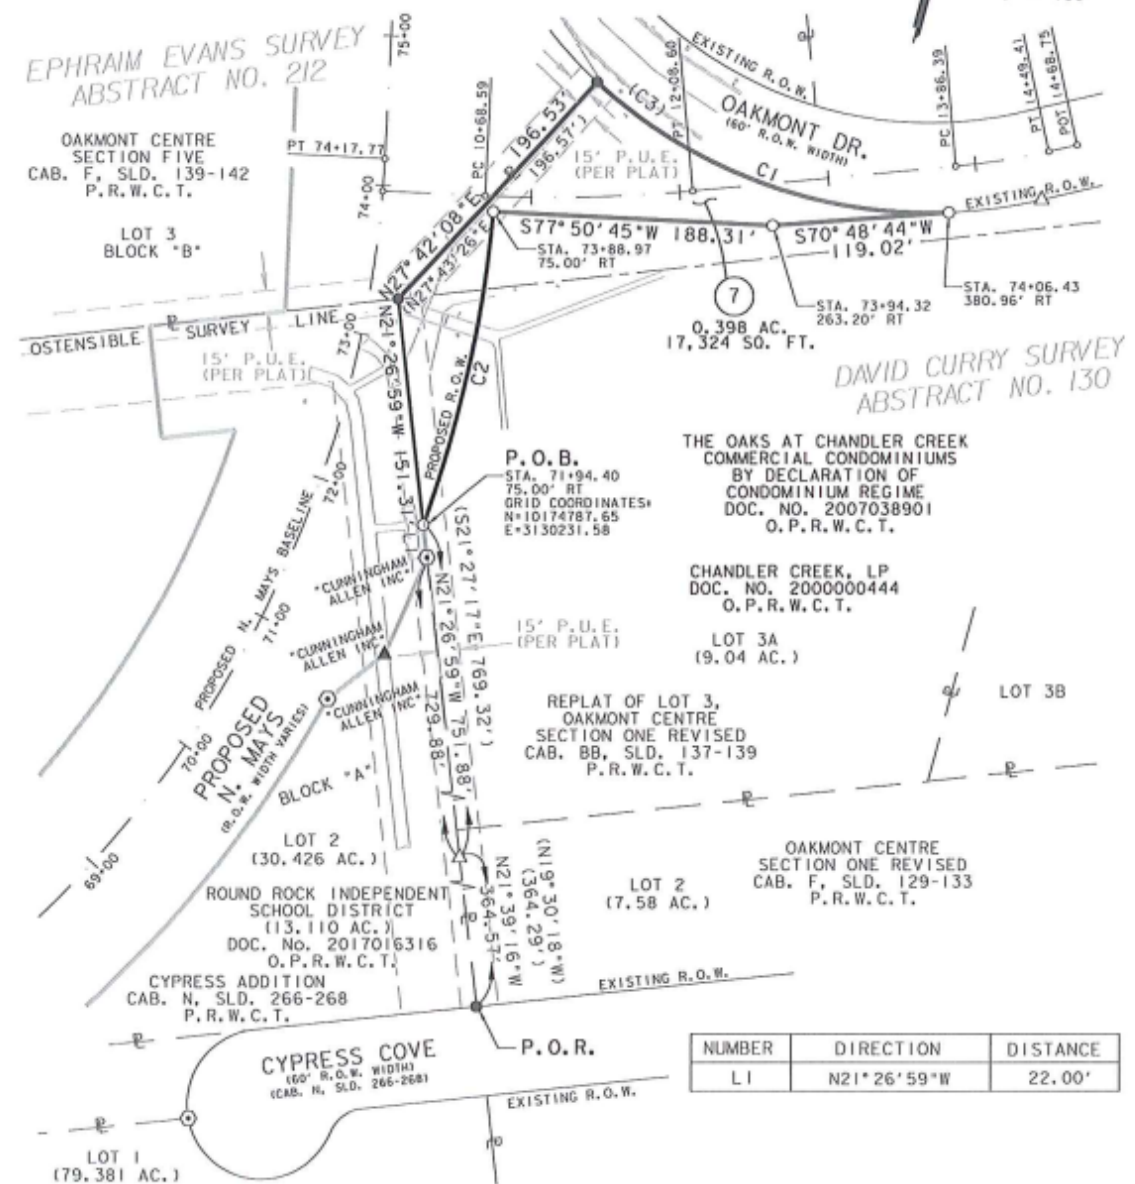 EPHRAIM EVANS SURVEY
ABSTRACT NO. 212
OAKMONT CENTRE
SECTION FIVE
CAB. F, SLD. 139-142
P.R.W.C.T.
LOT 3
BLOCK "B"
75+00
PT 74+17.77
74+00
PC 10+68.59
N27°42'08"E 196.53'
(N27°43'26"E 196.57')
15' P.U.E.
(PER PLAT)
(C3)
PT 12+08.60
EXISTING R.O.W.
OAKMONT DR.
(60' R.O.W. WIDTH)
C1
PC 13+86.39
PT 14+49.41
POT 14+68.75
EXISTING R.O.W.
S77°50'45"W 188.31'
S70°48'44"W
119.02'
STA. 73+88.97
75.00' RT
7
0.398 AC.
17,324 SQ. FT.
STA. 73+94.32
263.20' RT
STA. 74+06.43
380.96' RT
OSTENSIBLE SURVEY LINE
15' P.U.E.
(PER PLAT)
73+00
N21°26'59"W 151.31'
PROPOSED R.O.W.
C2
DAVID CURRY SURVEY
ABSTRACT NO. 130
P.O.B.
STA. 71+94.40
75.00' RT
GRID COORDINATES:
N=10174787.65
E=3130231.58
THE OAKS AT CHANDLER CREEK
COMMERCIAL CONDOMINIUMS
BY DECLARATION OF
CONDOMINIUM REGIME
DOC. NO. 2007038901
O.P.R.W.C.T.
CHANDLER CREEK, LP
DOC. NO. 2000000444
O.P.R.W.C.T.
LOT 3A
(9.04 AC.)
LOT 3B
72+00
PROPOSED N. MAYS BASELINE
71+00
70+00
69+00
"CUNNINGHAM
ALLEN INC"
"CUNNINGHAM
ALLEN INC"
"CUNNINGHAM
ALLEN INC"
L1
(S21°27'17"E 769.32')
N21°26'59"W 751.88'
729.88'
15' P.U.E.
(PER PLAT)
PROPOSED
N. MAYS
(R.O.W. WIDTH VARIES)
REPLAT OF LOT 3,
OAKMONT CENTRE
SECTION ONE REVISED
CAB. BB, SLD. 137-139
P.R.W.C.T.
BLOCK "A"
LOT 2
(30.426 AC.)
ROUND ROCK INDEPENDENT
SCHOOL DISTRICT
(13.110 AC.)
DOC. No. 2017016316
O.P.R.W.C.T.
CYPRESS ADDITION
CAB. N, SLD. 266-268
P.R.W.C.T.
364.57'
N21°39'16"W
(364.29')
(N19°30'18"W)
LOT 2
(7.58 AC.)
OAKMONT CENTRE
SECTION ONE REVISED
CAB. F, SLD. 129-133
P.R.W.C.T.
EXISTING R.O.W.
P.O.R.
CYPRESS COVE
(60' R.O.W. WIDTH)
(CAB. N, SLD. 266-268)
EXISTING R.O.W.
LOT 1
(79.381 AC.)
NUMBER DIRECTION DISTANCE
L1 N21°26'59"W 22.00'